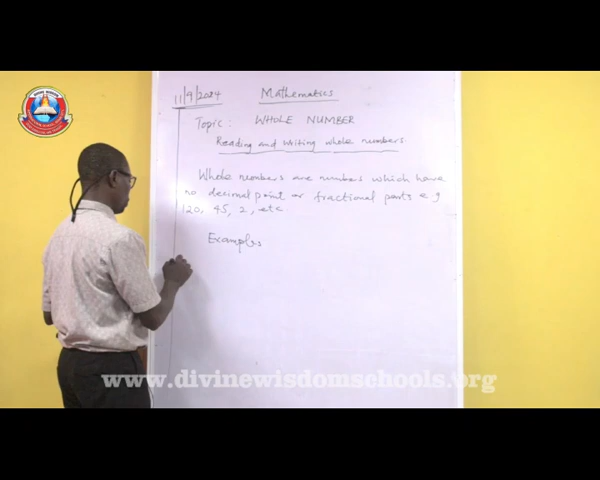 11/9/2024 Mathematics
Topic: WHOLE NUMBER
Reading and Writing whole numbers.
Whole numbers are numbers which have
no decimal point or fractional parts e.g
120, 45, 2, etc.
Examples
www.divinewisdomschools.org